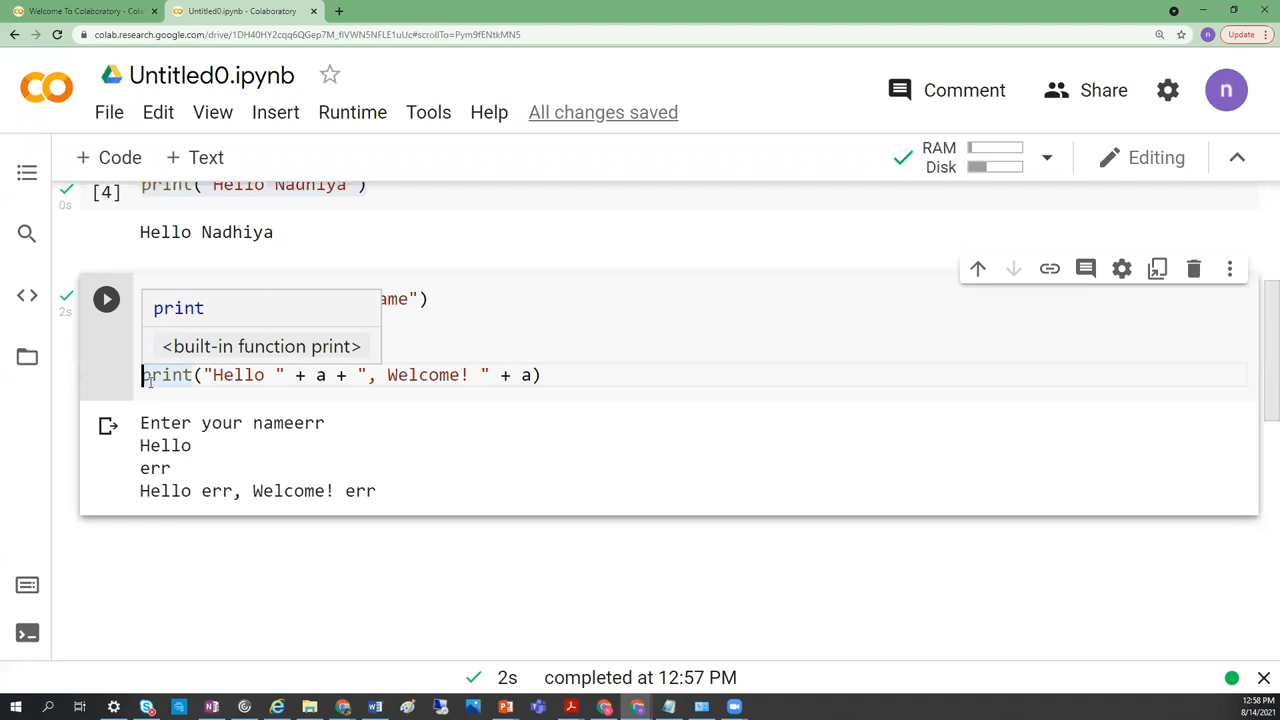 Welcome To Colaboratory - Cola
Untitled0.ipynb - Colaboratory
colab.research.google.com/drive/1DH40HY2cqq6QGep7M_fIVWN5NFLE1uUc#scrollTo=Pym9fENtkMN5
n
Update
Untitled0.ipynb
Comment
Share
n
File Edit View Insert Runtime Tools Help All changes saved
+ Code + Text
RAM
Disk
Editing
[4]
print("Hello Nadhiya")
0s
Hello Nadhiya
2s
ame")
print
<built-in function print>
print("Hello " + a + ", Welcome! " + a)
Enter your nameerr
Hello
err
Hello err, Welcome! err
2s completed at 12:57 PM
12:58 PM
8/14/2021